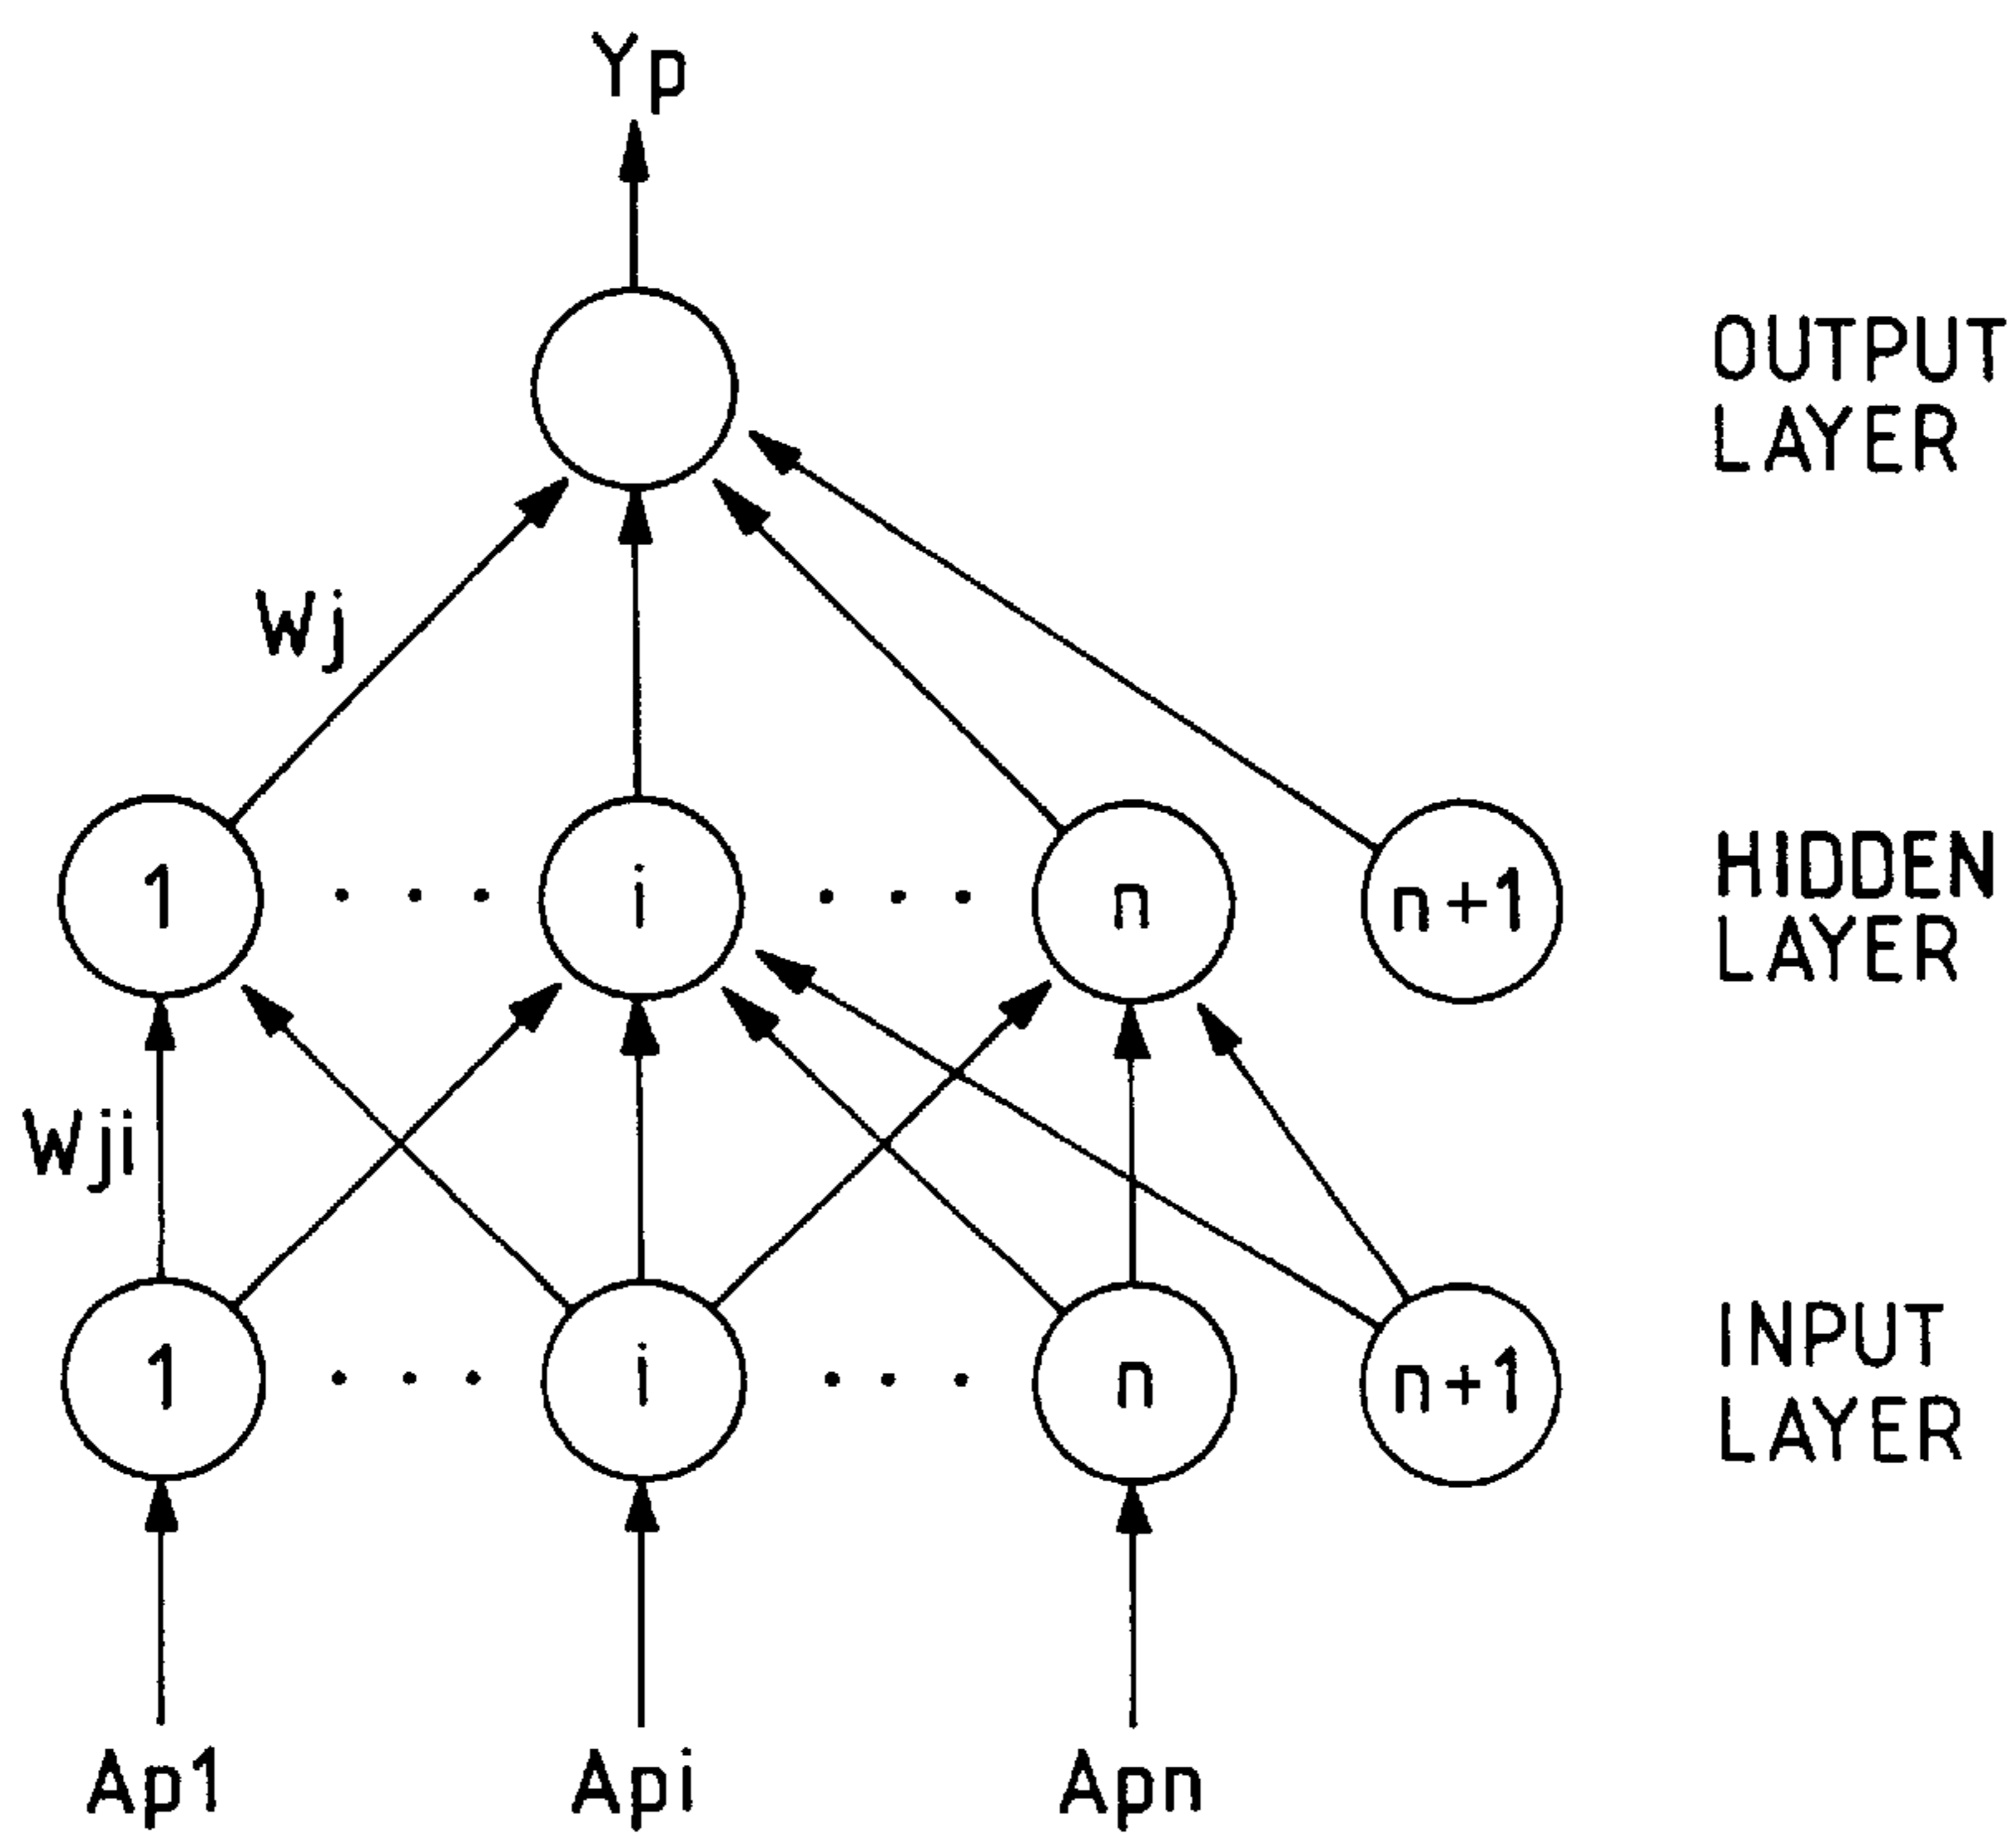 Yp
OUTPUT
LAYER
Wj
1 . . . i . . . n n+1
HIDDEN
LAYER
Wji
1 . . . i . . . n n+1
INPUT
LAYER
Ap1 Api Apn